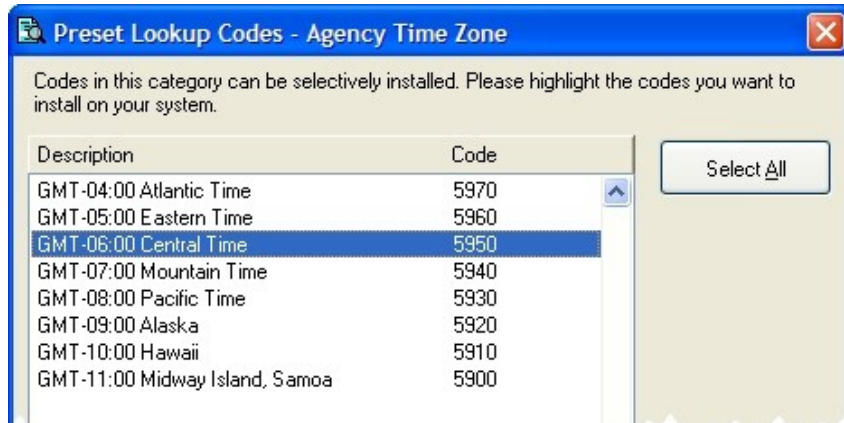 Preset Lookup Codes - Agency Time Zone
Codes in this category can be selectively installed. Please highlight the codes you want to
install on your system.
Description Code
Select All
GMT-04:00 Atlantic Time 5970
GMT-05:00 Eastern Time 5960
GMT-06:00 Central Time 5950
GMT-07:00 Mountain Time 5940
GMT-08:00 Pacific Time 5930
GMT-09:00 Alaska 5920
GMT-10:00 Hawaii 5910
GMT-11:00 Midway Island, Samoa 5900